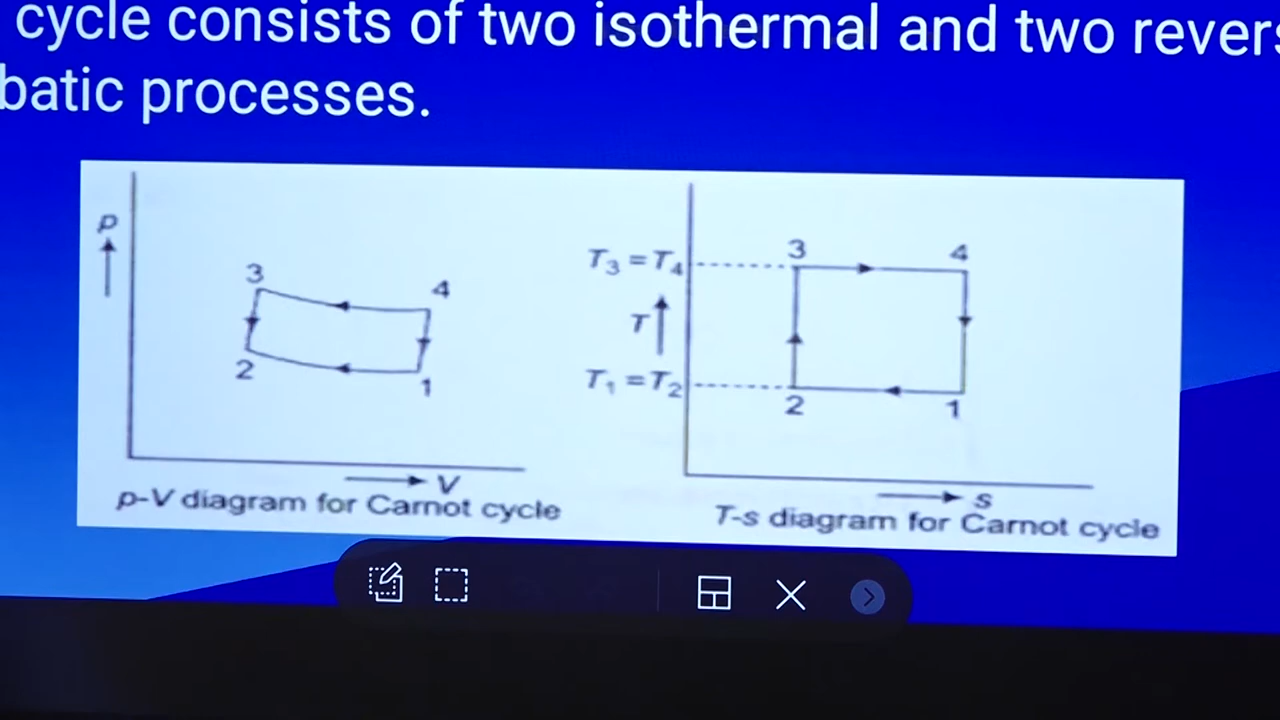 cycle consists of two isothermal and two revers
batic processes.
p
3
4
2
1
V
p-V diagram for Carnot cycle
T3 = T4
T
T1 = T2
3
4
2
1
s
T-s diagram for Carnot cycle